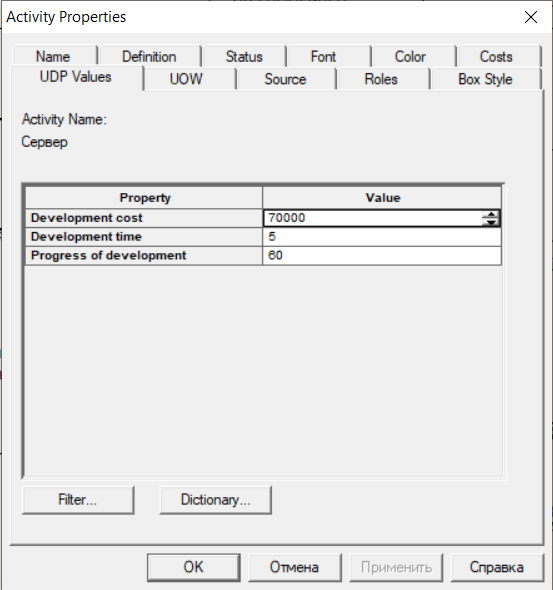 Activity Properties
Name Definition Status Font Color Costs
UDP Values UOW Source Roles Box Style
Activity Name:
Сервер
Property Value
Development cost 70000
Development time 5
Progress of development 60
Filter... Dictionary...
OK Отмена Применить Справка